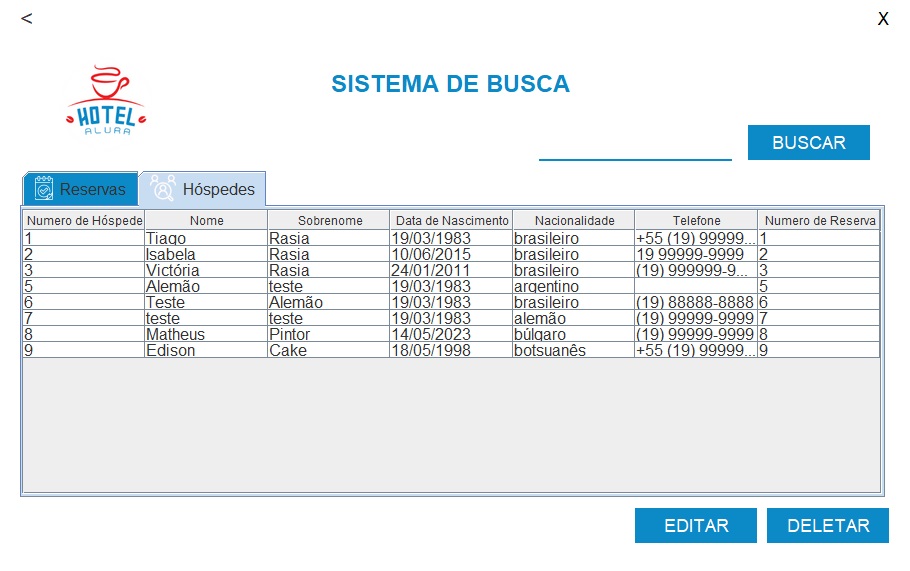 < X
SISTEMA DE BUSCA
HOTEL
ALURA
BUSCAR
Reservas Hóspedes
Numero de Hóspede Nome Sobrenome Data de Nascimento Nacionalidade Telefone Numero de Reserva
1 Tiago Rasia 19/03/1983 brasileiro +55 (19) 99999... 1
2 Isabela Rasia 10/06/2015 brasileiro 19 99999-9999 2
3 Victória Rasia 24/01/2011 brasileiro (19) 999999-9... 3
5 Alemão teste 19/03/1983 argentino 5
6 Teste Alemão 19/03/1983 brasileiro (19) 88888-8888 6
7 teste teste 19/03/1983 alemão (19) 99999-9999 7
8 Matheus Pintor 14/05/2023 búlgaro (19) 99999-9999 8
9 Edison Cake 18/05/1998 botsuanês +55 (19) 99999... 9
EDITAR DELETAR